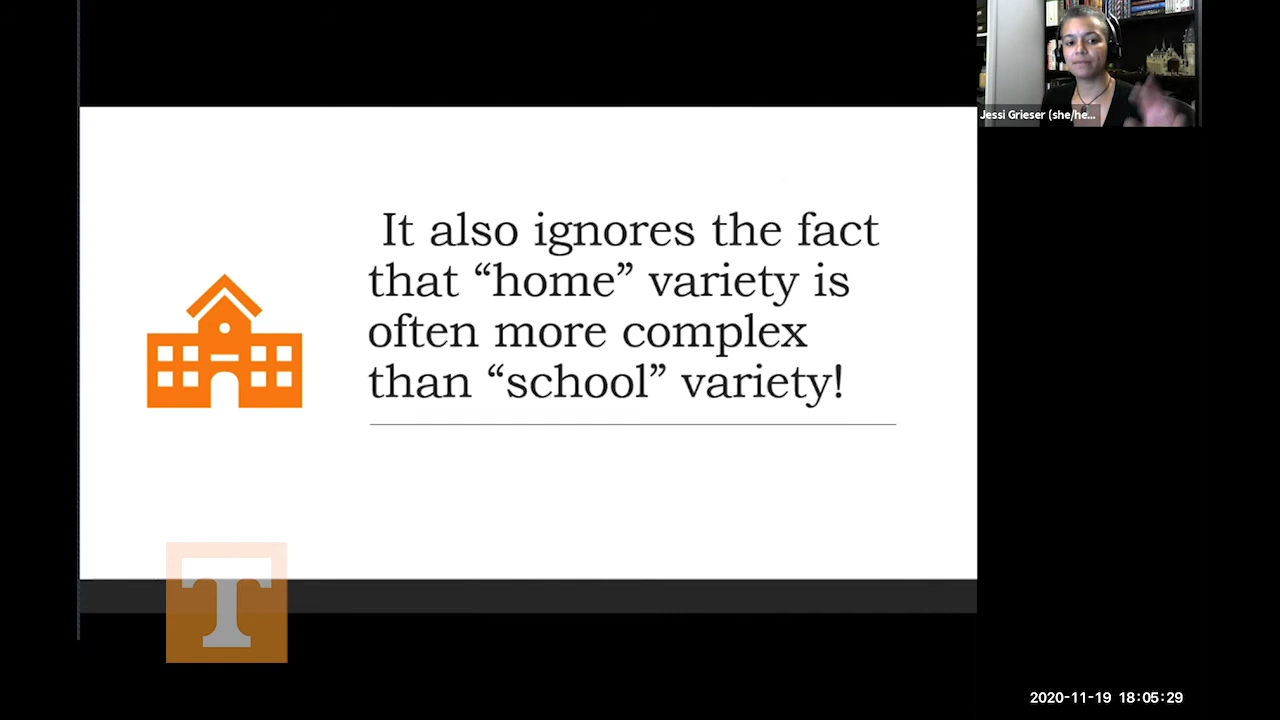 Jessi Grieser (she/he...
It also ignores the fact
that “home” variety is
often more complex
than “school” variety!
T
2020-11-19 18:05:29